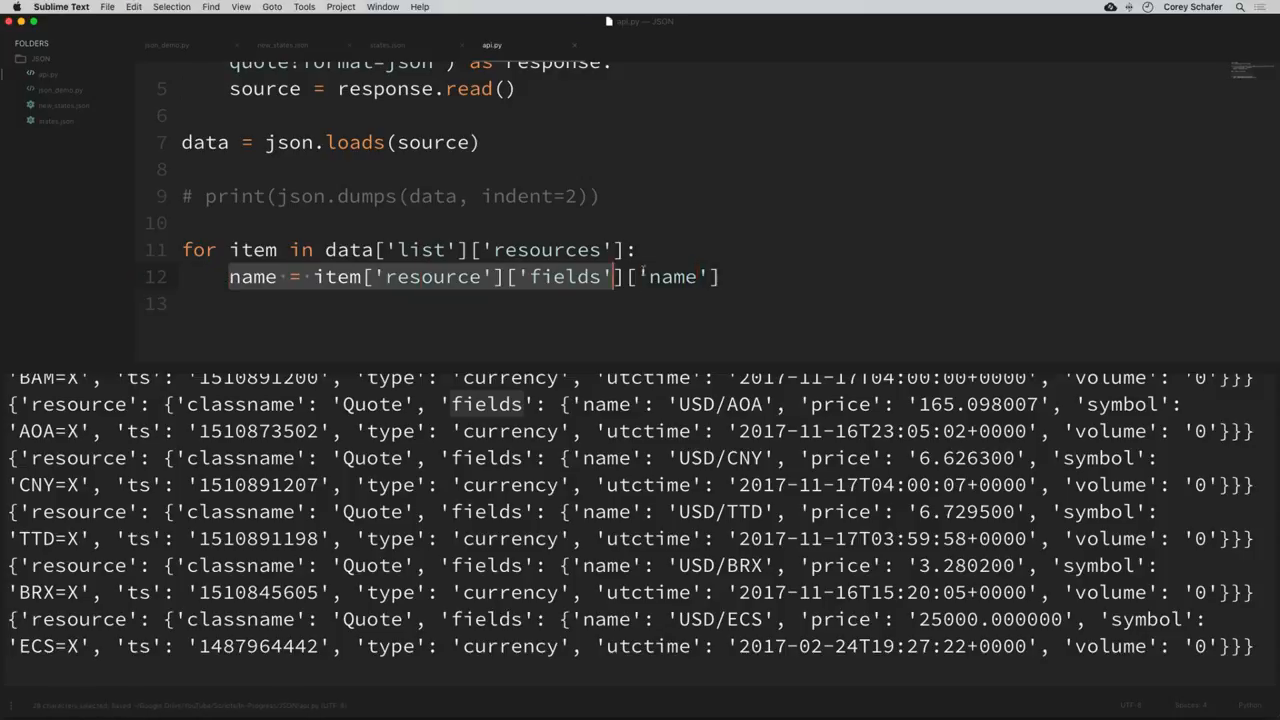 Sublime Text File Edit Selection Find View Goto Tools Project Window Help Corey Schafer
api.py — JSON
FOLDERS
JSON
api.py
json_demo.py
new_states.json
states.json
json_demo.py new_states.json states.json api.py
quote?format=json") as response:
5 source = response.read()
6
7 data = json.loads(source)
8
9 # print(json.dumps(data, indent=2))
10
11 for item in data['list']['resources']:
12 name = item['resource']['fields']['name']
13
'BAM=X', 'ts': '1510891200', 'type': 'currency', 'utctime': '2017-11-17T04:00:00+0000', 'volume': '0'}}}
{'resource': {'classname': 'Quote', 'fields': {'name': 'USD/AOA', 'price': '165.098007', 'symbol':
'AOA=X', 'ts': '1510873502', 'type': 'currency', 'utctime': '2017-11-16T23:05:02+0000', 'volume': '0'}}}
{'resource': {'classname': 'Quote', 'fields': {'name': 'USD/CNY', 'price': '6.626300', 'symbol':
'CNY=X', 'ts': '1510891207', 'type': 'currency', 'utctime': '2017-11-17T04:00:07+0000', 'volume': '0'}}}
{'resource': {'classname': 'Quote', 'fields': {'name': 'USD/TTD', 'price': '6.729500', 'symbol':
'TTD=X', 'ts': '1510891198', 'type': 'currency', 'utctime': '2017-11-17T03:59:58+0000', 'volume': '0'}}}
{'resource': {'classname': 'Quote', 'fields': {'name': 'USD/BRX', 'price': '3.280200', 'symbol':
'BRX=X', 'ts': '1510845605', 'type': 'currency', 'utctime': '2017-11-16T15:20:05+0000', 'volume': '0'}}}
{'resource': {'classname': 'Quote', 'fields': {'name': 'USD/ECS', 'price': '25000.000000', 'symbol':
'ECS=X', 'ts': '1487964442', 'type': 'currency', 'utctime': '2017-02-24T19:27:22+0000', 'volume': '0'}}}
UTF-8 Spaces: 4 Python